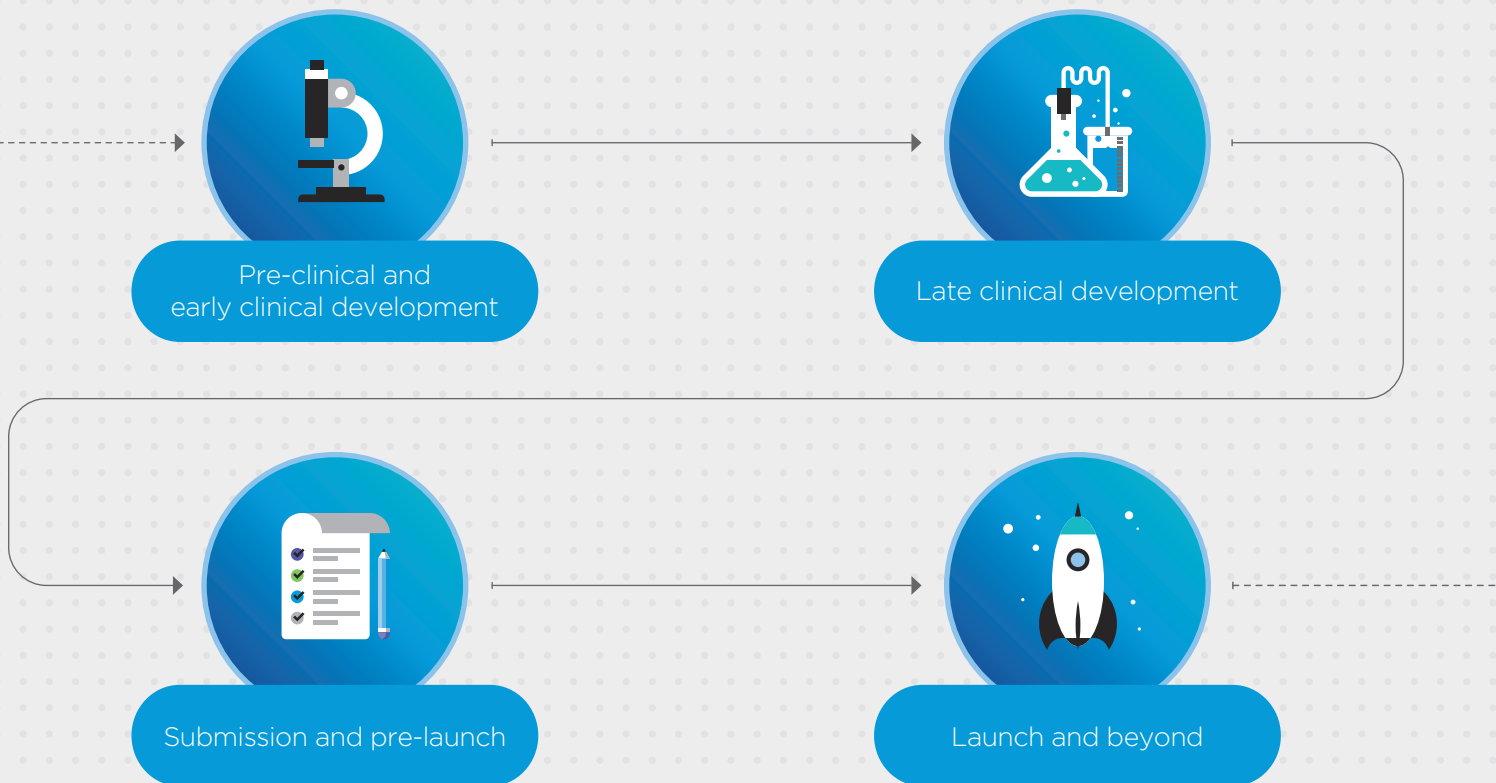 Pre-clinical and
early clinical development
Late clinical development
Submission and pre-launch
Launch and beyond